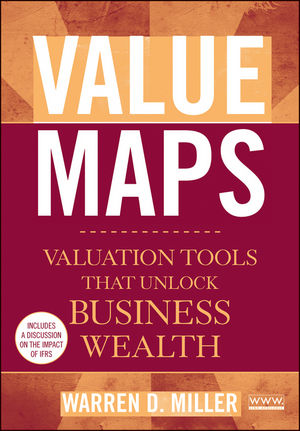 VALUE
MAPS
VALUATION TOOLS
THAT UNLOCK
BUSINESS
WEALTH
INCLUDES
A DISCUSSION
ON THE IMPACT
OF IFRS
WARREN D. MILLER
WWW.